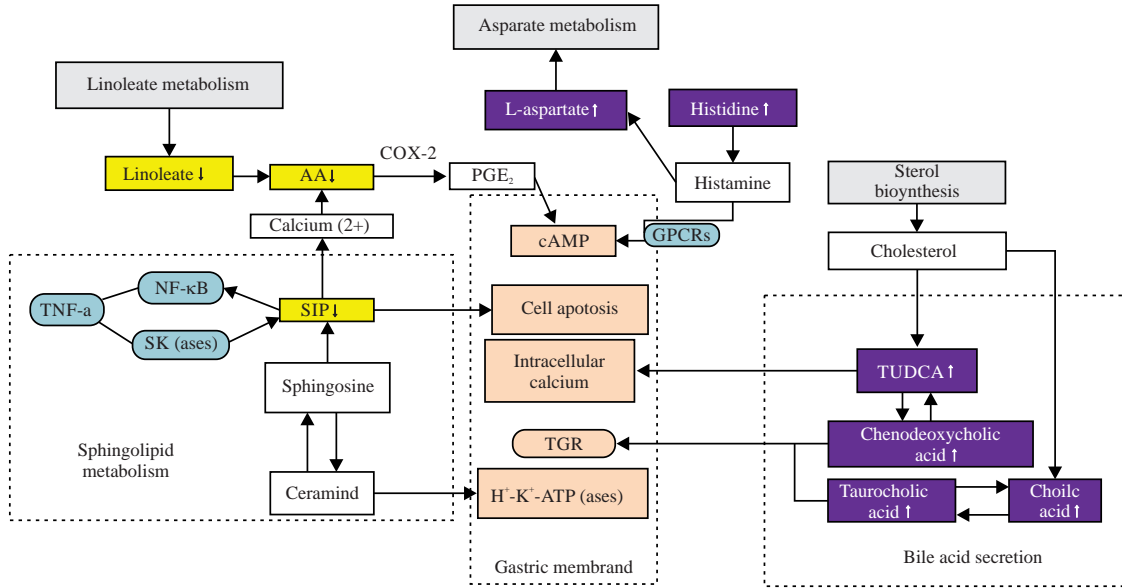 Asparate metabolism
Linoleate metabolism
L-aspartate ↑
Histidine ↑
COX-2
Linoleate ↓
AA ↓
PGE₂
Histamine
Sterol
bioynthesis
Calcium (2+)
cAMP
GPCRs
Cholesterol
NF-κB
TNF-a
SIP ↓
SK (ases)
Cell apotosis
Intracellular
calcium
TUDCA ↑
Sphingosine
Chenodeoxycholic
acid ↑
TGR
Sphingolipid
metabolism
Ceramind
H⁺-K⁺-ATP (ases)
Taurocholic
acid ↑
Choilc
acid ↑
Gastric membrand
Bile acid secretion